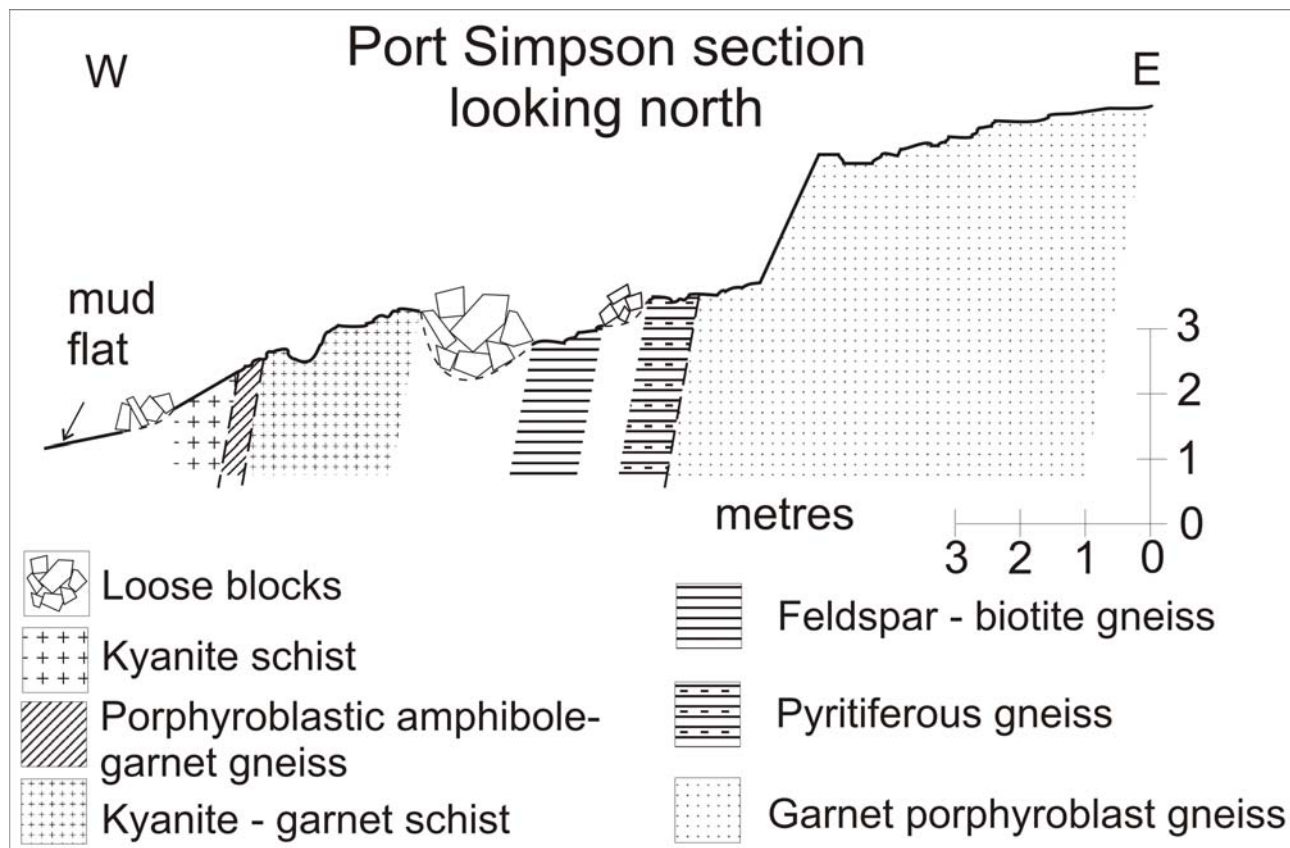 Port Simpson section
looking north
W
E
mud
flat
3
2
1
0
metres
3 2 1 0
Loose blocks
Kyanite schist
Porphyroblastic amphibole-
garnet gneiss
Kyanite - garnet schist
Feldspar - biotite gneiss
Pyritiferous gneiss
Garnet porphyroblast gneiss